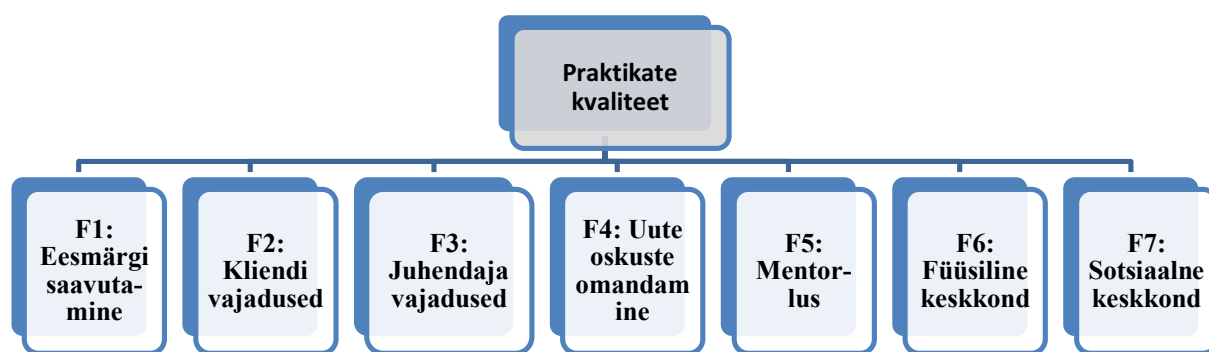 Praktikate
kvaliteet
F1:
Eesmärgi
saavuta-
mine
F2:
Kliendi
vajadused
F3:
Juhendaja
vajadused
F4: Uute
oskuste
omandam
ine
F5:
Mentor-
lus
F6:
Füüsiline
keskkond
F7:
Sotsiaalne
keskkond